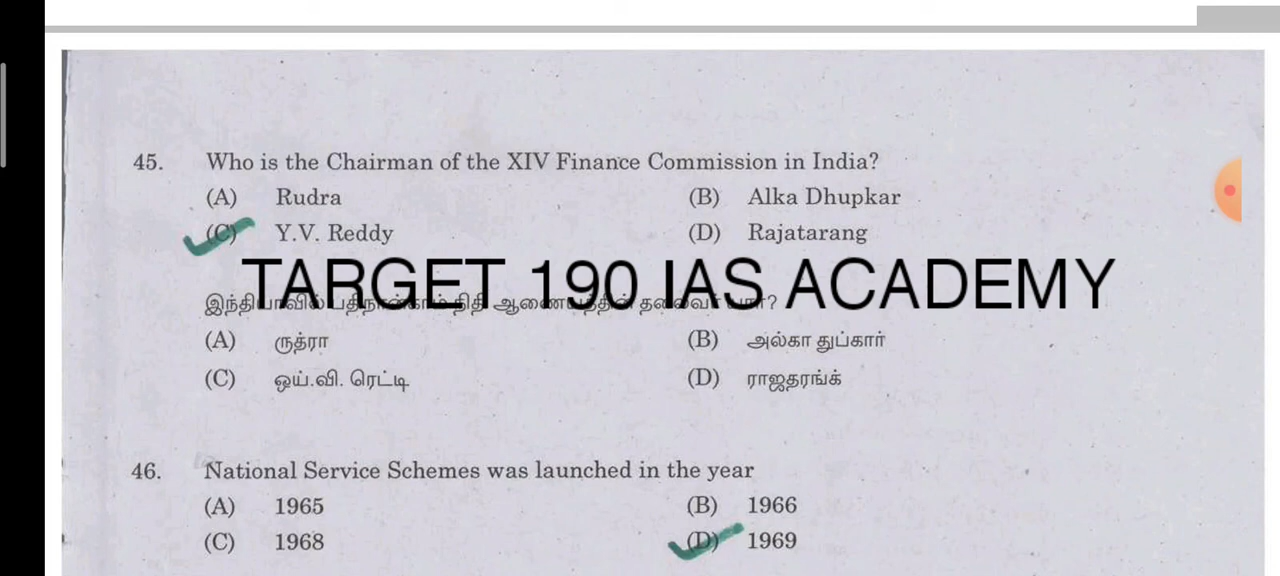 45. Who is the Chairman of the XIV Finance Commission in India?
(A) Rudra (B) Alka Dhupkar
(C) Y.V. Reddy (D) Rajatarang
TARGET 190 IAS ACADEMY
இந்தியாவில் பதிநான்காம் நிதி ஆணையத்தின் தலைவர் யார்?
(A) ருத்ரா (B) அல்கா துப்கார்
(C) ஒய்.வி. ரெட்டி (D) ராஜதரங்க்
46. National Service Schemes was launched in the year
(A) 1965 (B) 1966
(C) 1968 (D) 1969